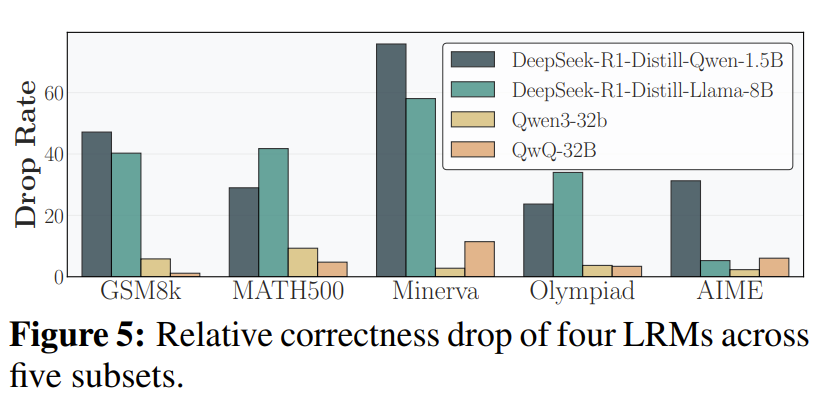 DeepSeek-R1-Distill-Qwen-1.5B
DeepSeek-R1-Distill-Llama-8B
Qwen3-32b
QwQ-32B
Drop Rate
60
40
20
0
GSM8k MATH500 Minerva Olympiad AIME
Figure 5: Relative correctness drop of four LRMs across
five subsets.